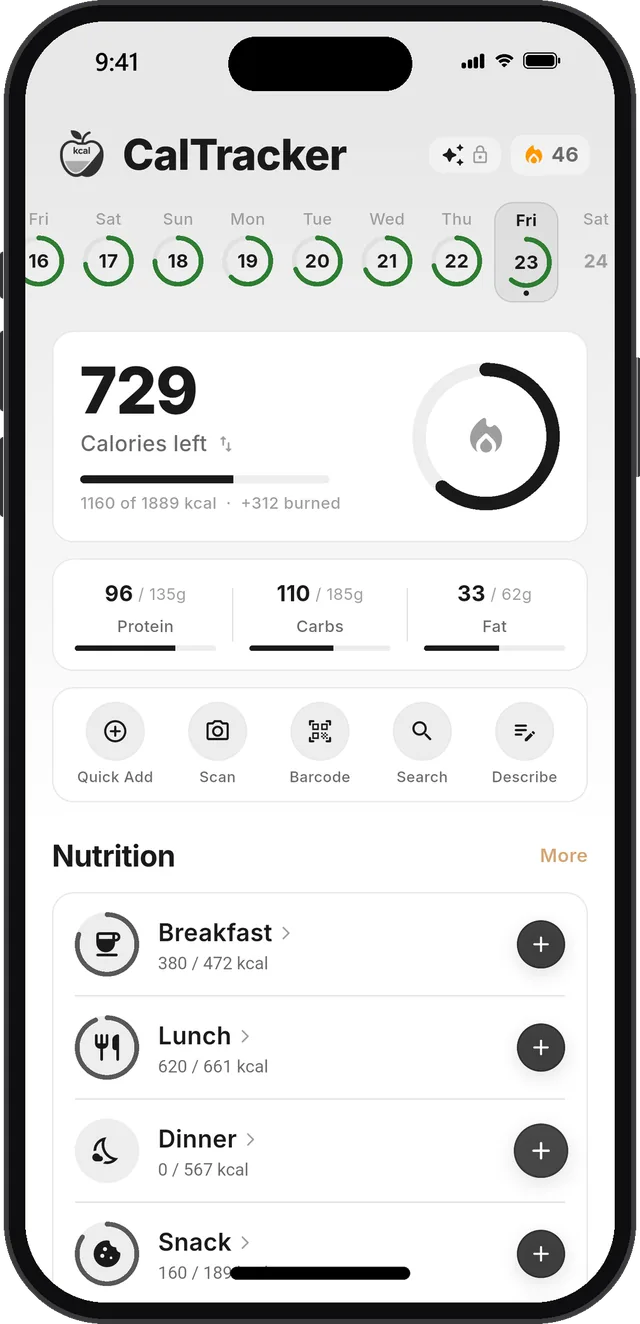 9:41
kcal
CalTracker
46
Fri Sat Sun Mon Tue Wed Thu Fri Sat
16 17 18 19 20 21 22 23 24
729
Calories left
1160 of 1889 kcal · +312 burned
96 / 135g 110 / 185g 33 / 62g
Protein Carbs Fat
Quick Add Scan Barcode Search Describe
Nutrition More
Breakfast
380 / 472 kcal
Lunch
620 / 661 kcal
Dinner
0 / 567 kcal
Snack
160 / 189